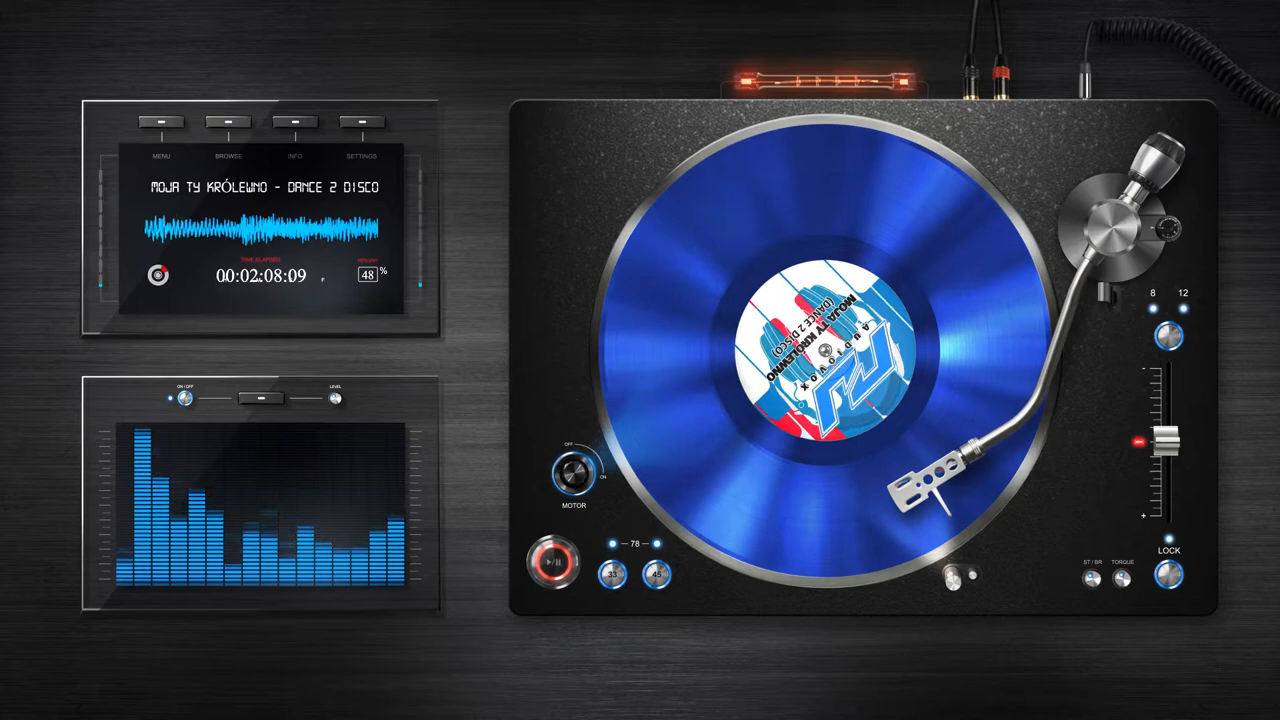 MENU BROWSE INFO SETTINGS
MOJA TY KRÓLEWNO - DANCE 2 DISCO
TIME ELAPSED
00:02:08:09 F
48 %
ON / OFF
LEVEL
MOJA TY KRÓLEWNO
(DANCE 2 DISCO)
AUDIOVOX
OFF
ON
MOTOR
78
33 45
8 12
-
+
LOCK
ST / BR TORQUE